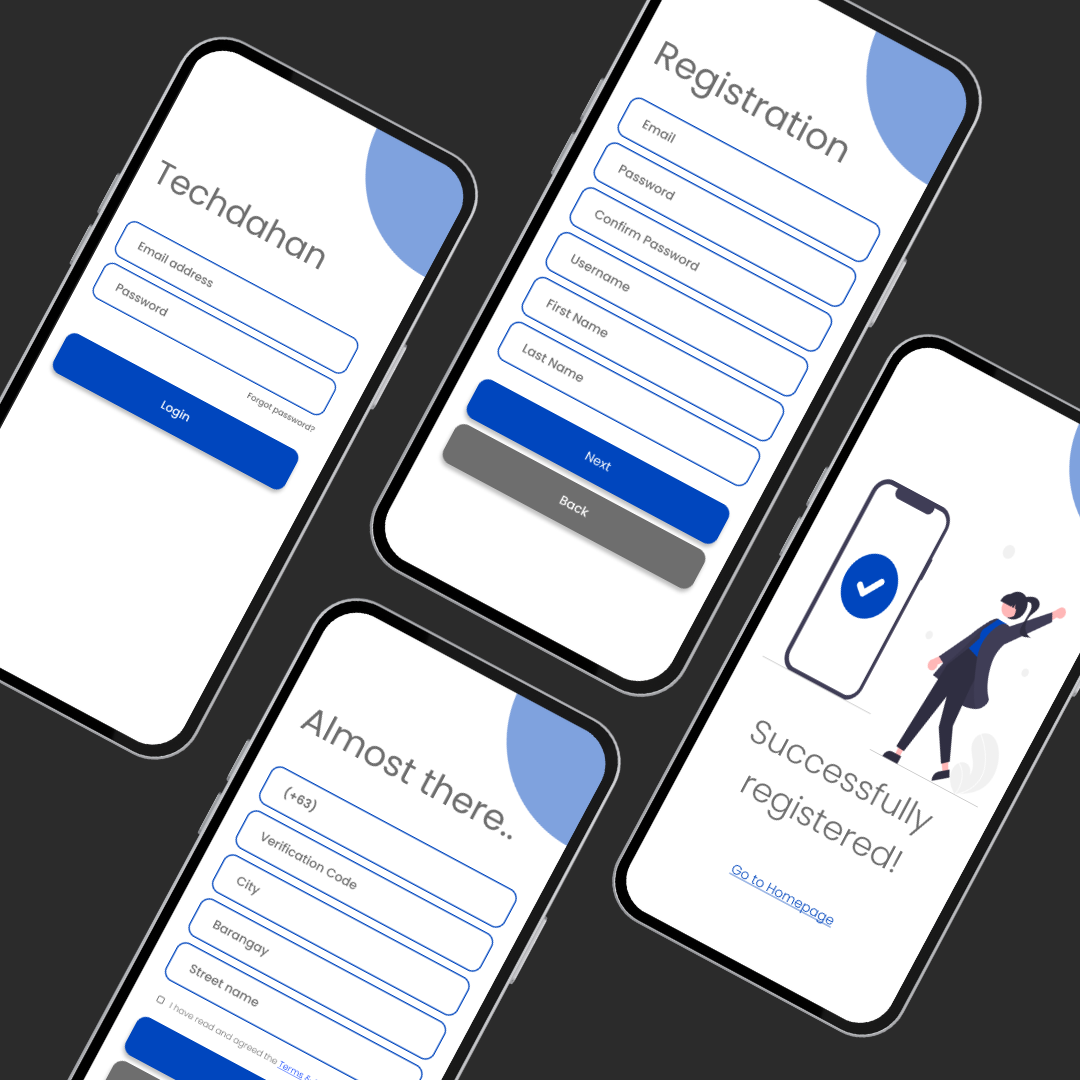 Techdahan
Email address
Password
Forgot password?
Login
Registration
Email
Password
Confirm Password
Username
First Name
Last Name
Next
Back
Almost there..
(+63)
Verification Code
City
Barangay
Street name
I have read and agreed the Terms &
Successfully
registered!
Go to Homepage